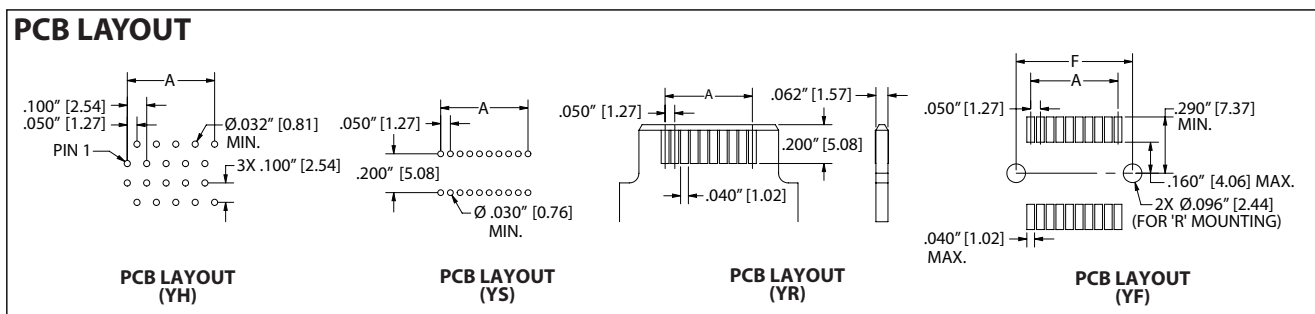 PCB LAYOUT
A
.100" [2.54]
.050" [1.27]
PIN 1
Ø.032" [0.81]
MIN.
3X .100" [2.54]
PCB LAYOUT
(YH)
A
.050" [1.27]
.200" [5.08]
Ø .030" [0.76]
MIN.
PCB LAYOUT
(YS)
A
.050" [1.27]
.062" [1.57]
.200" [5.08]
.040" [1.02]
PCB LAYOUT
(YR)
F
A
.050" [1.27]
.290" [7.37]
MIN.
.160" [4.06] MAX.
2X Ø.096" [2.44]
(FOR 'R' MOUNTING)
.040" [1.02]
MAX.
PCB LAYOUT
(YF)